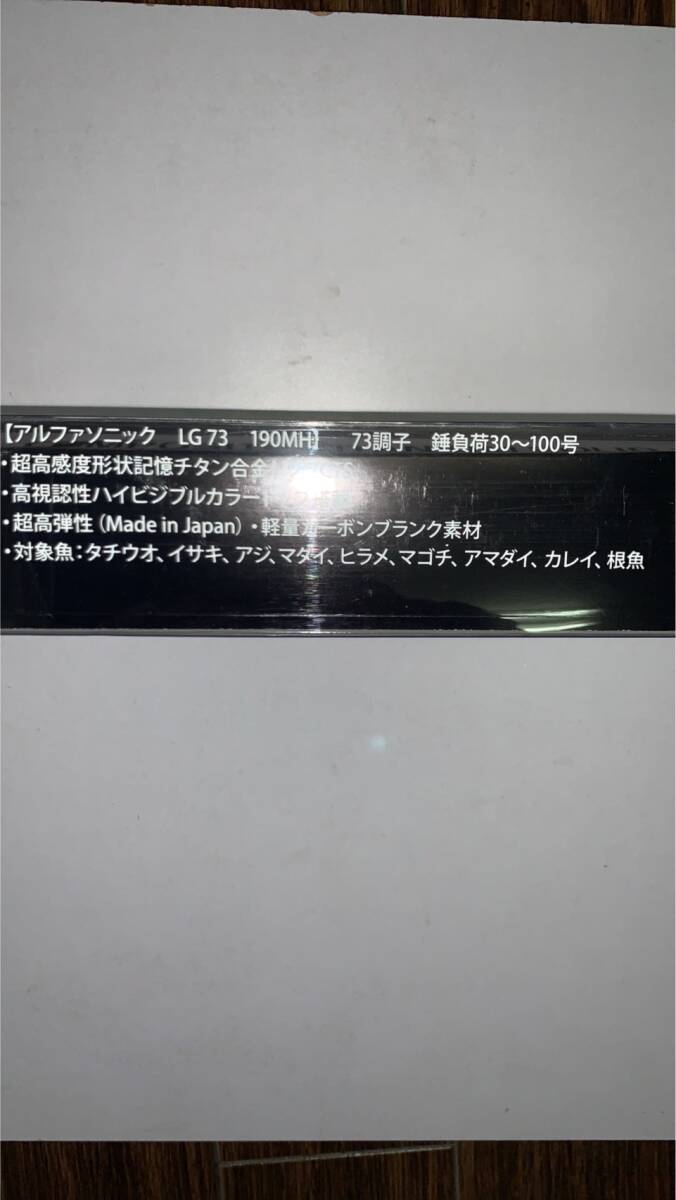 【アルファソニック LG 73 190MH】 73調子 錘負荷30〜100号
・超高感度形状記憶チタン合金
・高視認性ハイビジブルカラー
・超高弾性（Made in Japan）・軽量カーボンブランク素材
・対象魚：タチウオ、イサキ、アジ、マダイ、ヒラメ、マゴチ、アマダイ、カレイ、根魚